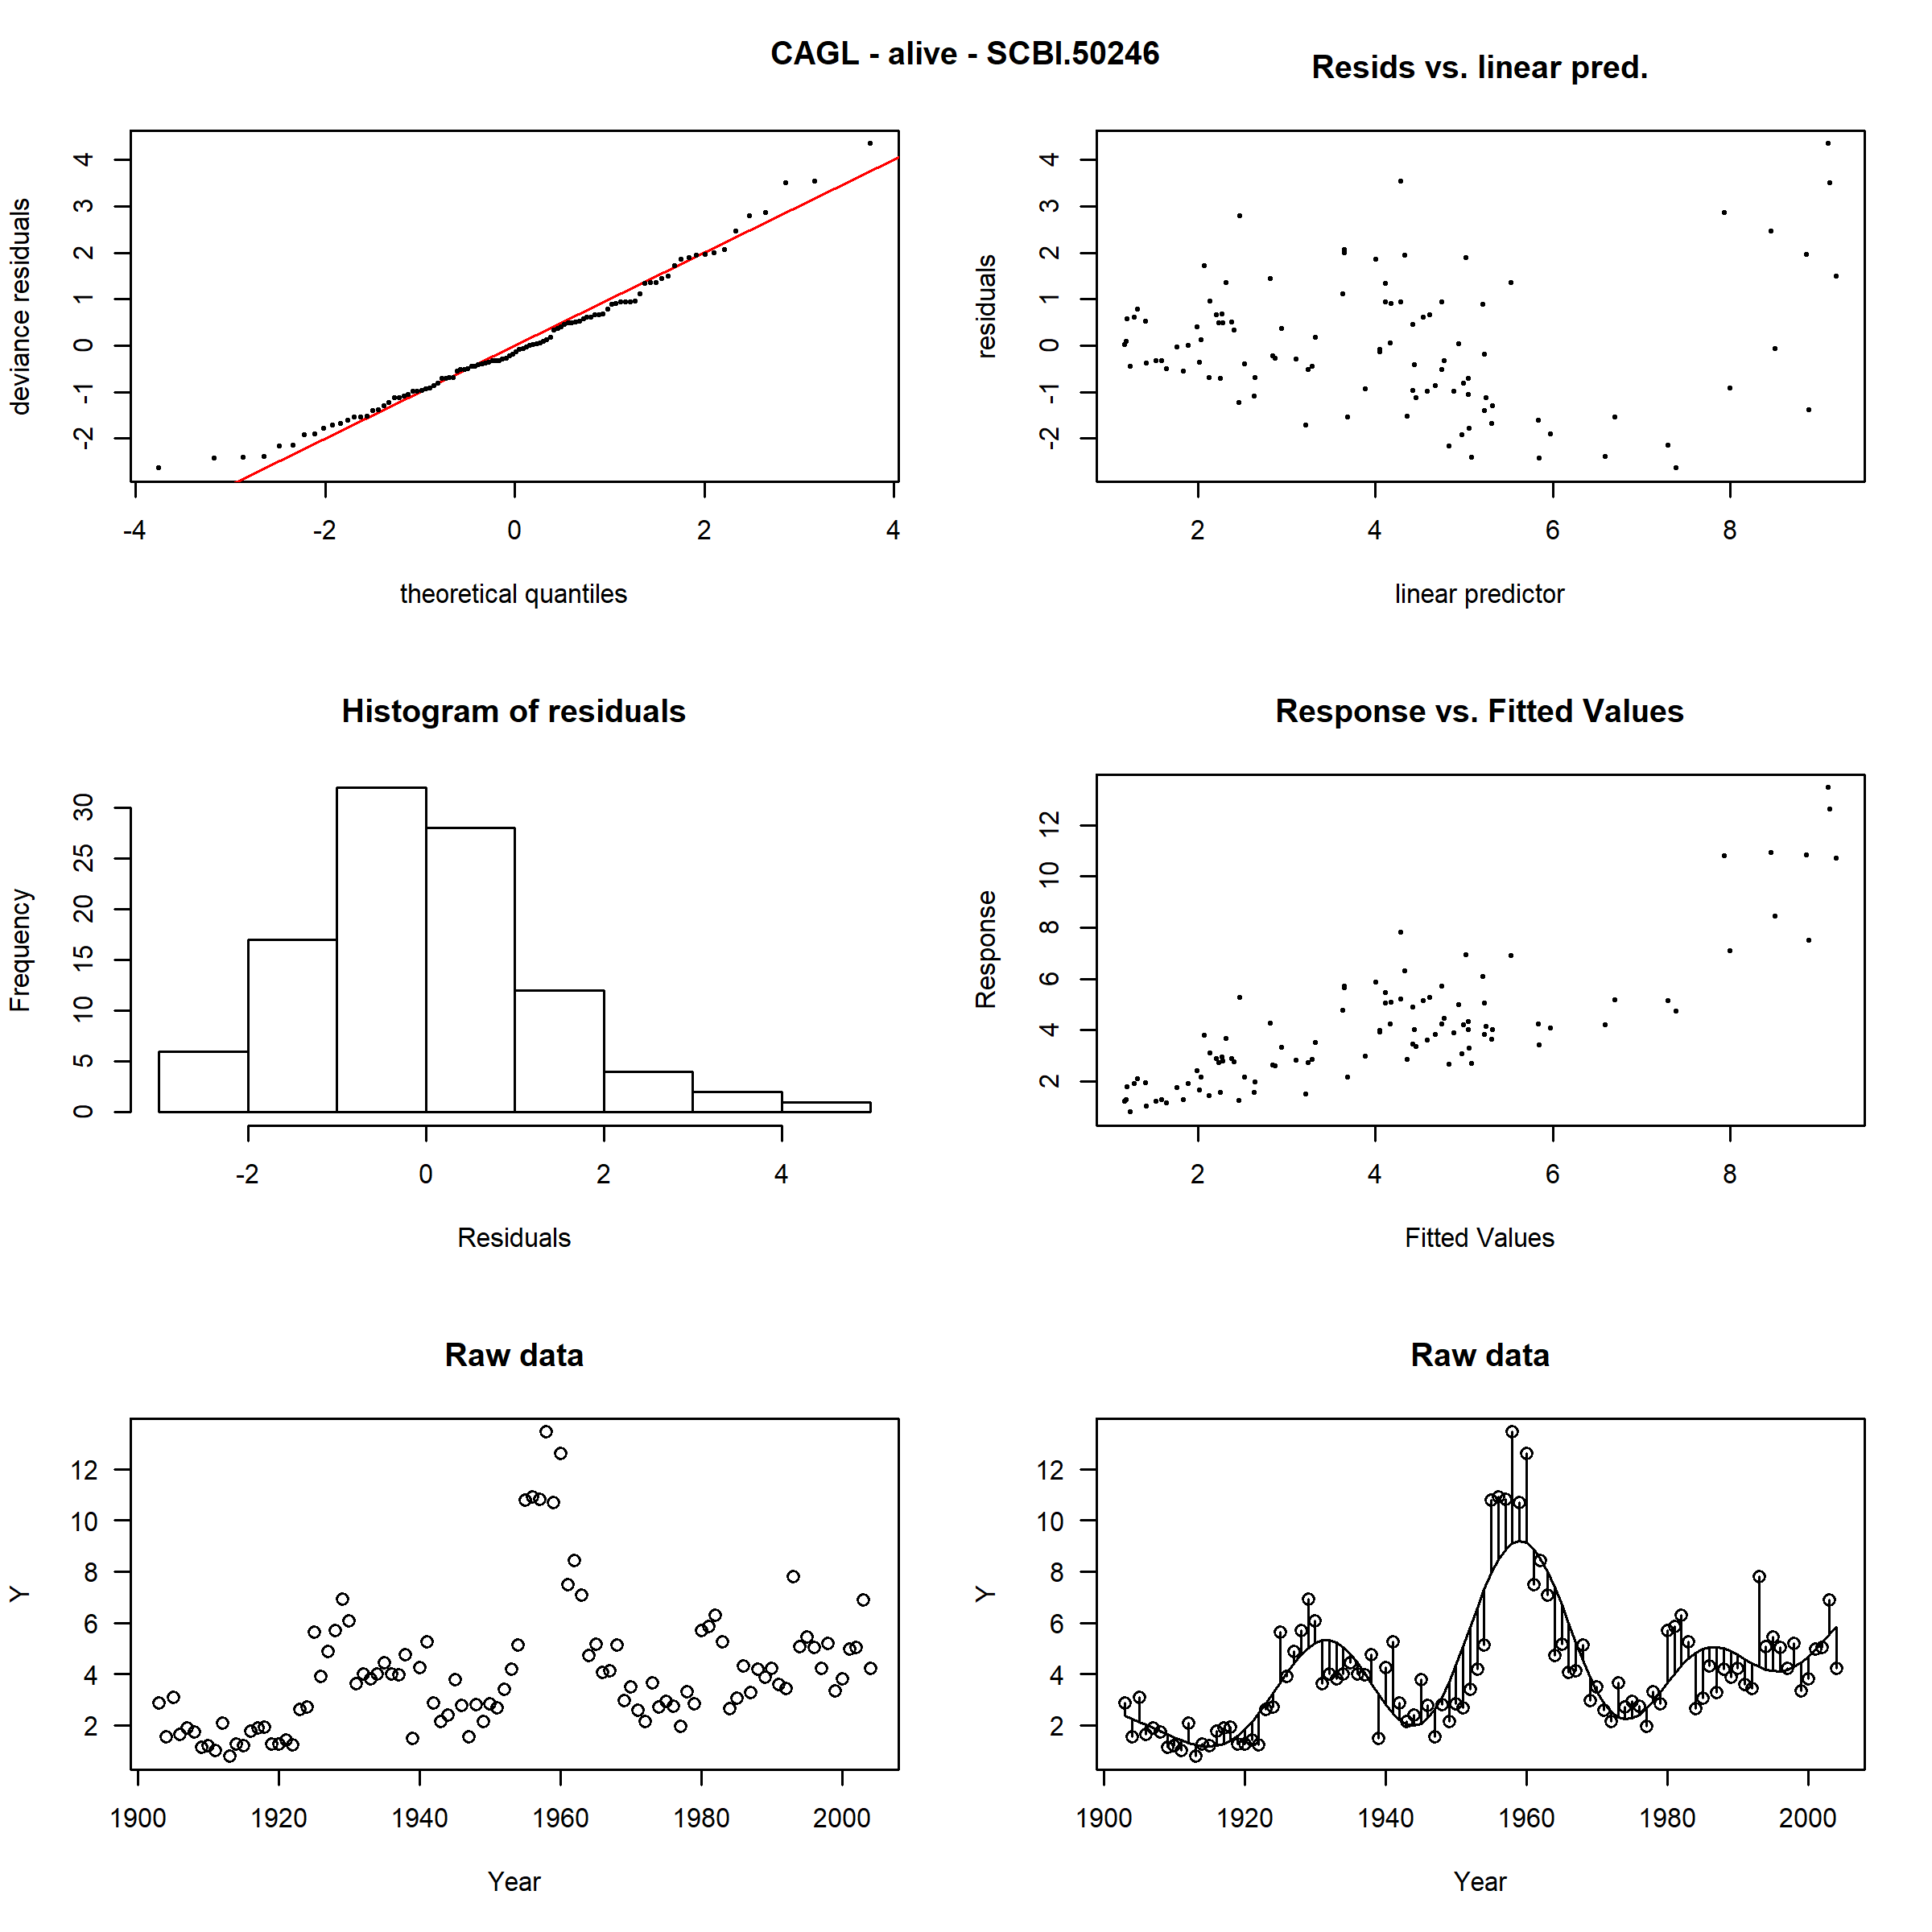 CAGL - alive - SCBI.50246
Resids vs. linear pred.
deviance residuals
-2 -1 0 1 2 3 4
-4 -2 0 2 4
theoretical quantiles
residuals
-2 -1 0 1 2 3 4
2 4 6 8
linear predictor
Histogram of residuals
Frequency
0 5 10 15 20 25 30
-2 0 2 4
Residuals
Response vs. Fitted Values
Response
2 4 6 8 10 12
2 4 6 8
Fitted Values
Raw data
Y
2 4 6 8 10 12
1900 1920 1940 1960 1980 2000
Year
Raw data
Y
2 4 6 8 10 12
1900 1920 1940 1960 1980 2000
Year